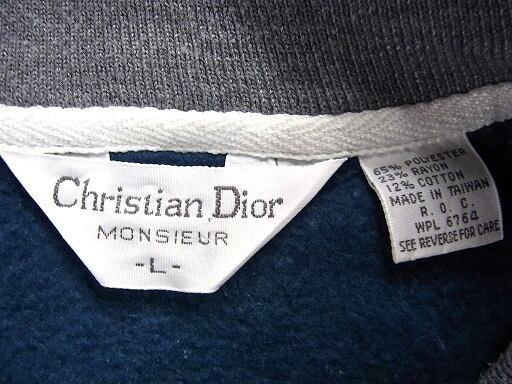 Christian Dior
MONSIEUR
-L-
65% POLYESTER
23% RAYON
12% COTTON
MADE IN TAIWAN
R. O. C.
WPL 6764
SEE REVERSE FOR CARE